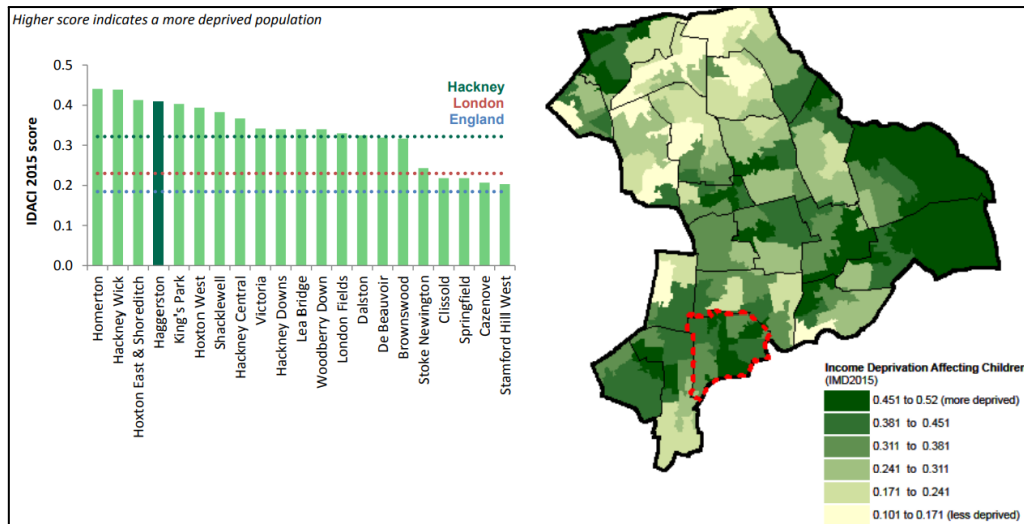 Higher score indicates a more deprived population
0.5
0.4
0.3
0.2
0.1
0.0
IDACI 2015 score
Hackney
London
England
Homerton
Hackney Wick
Hoxton East & Shoreditch
Haggerston
King's Park
Hoxton West
Shacklewell
Hackney Central
Victoria
Hackney Downs
Lea Bridge
Woodberry Down
London Fields
Dalston
De Beauvoir
Brownswood
Stoke Newington
Clissold
Springfield
Cazenove
Stamford Hill West
Income Deprivation Affecting Children
(IMD2015)
0.451 to 0.52 (more deprived)
0.381 to 0.451
0.311 to 0.381
0.241 to 0.311
0.171 to 0.241
0.101 to 0.171 (less deprived)